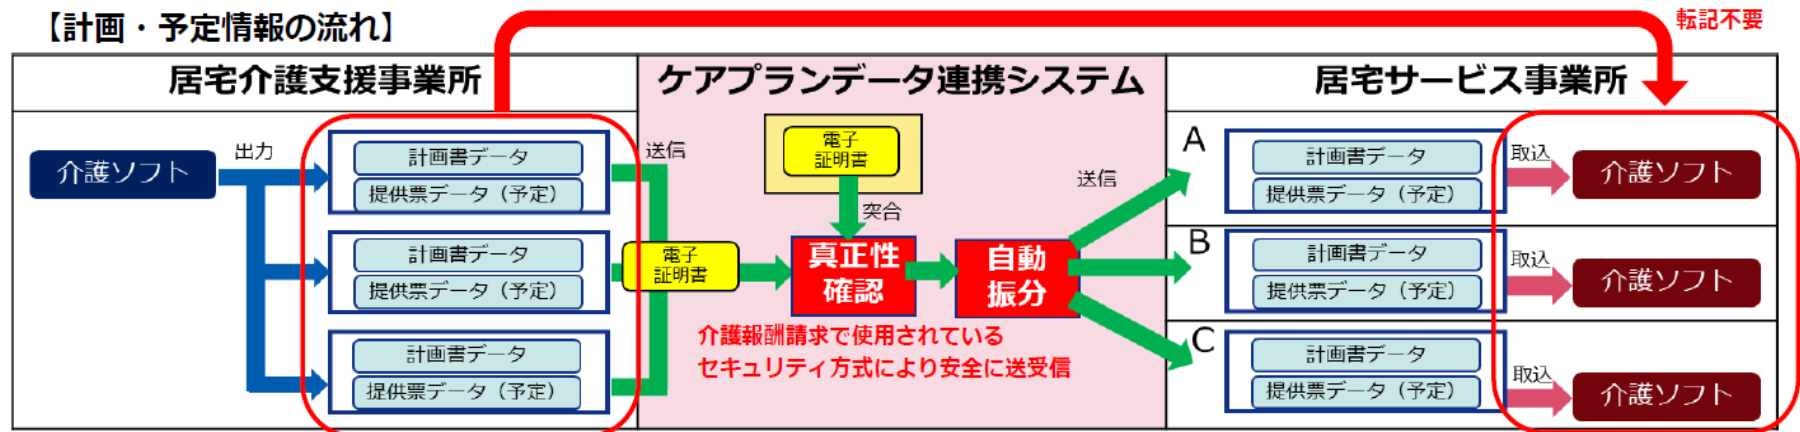 【計画・予定情報の流れ】
転記不要
居宅介護支援事業所
ケアプランデータ連携システム
居宅サービス事業所
介護ソフト
出力
計画書データ
提供票データ（予定）
計画書データ
提供票データ（予定）
計画書データ
提供票データ（予定）
送信
電子
証明書
電子
証明書
突合
真正性
確認
自動
振分
介護報酬請求で使用されている
セキュリティ方式により安全に送受信
送信
A
計画書データ
提供票データ（予定）
取込
介護ソフト
B
計画書データ
提供票データ（予定）
取込
介護ソフト
C
計画書データ
提供票データ（予定）
取込
介護ソフト